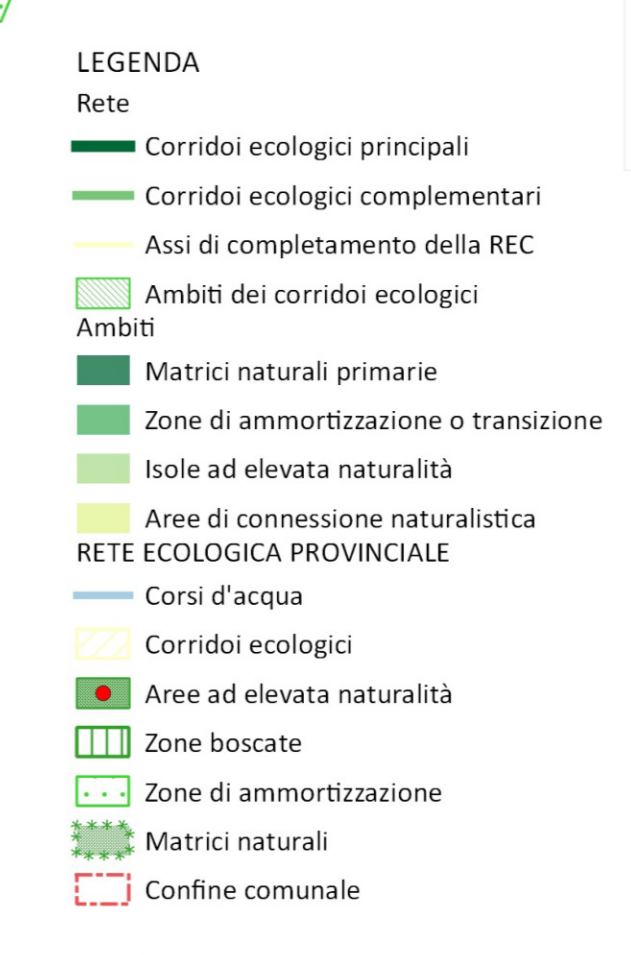 LEGENDA
Rete
Corridoi ecologici principali
Corridoi ecologici complementari
Assi di completamento della REC
Ambiti dei corridoi ecologici
Ambiti
Matrici naturali primarie
Zone di ammortizzazione o transizione
Isole ad elevata naturalità
Aree di connessione naturalistica
RETE ECOLOGICA PROVINCIALE
Corsi d'acqua
Corridoi ecologici
Aree ad elevata naturalità
Zone boscate
Zone di ammortizzazione
Matrici naturali
Confine comunale